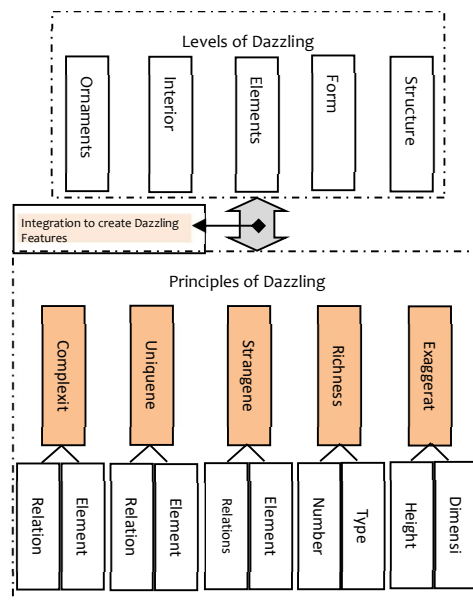 Levels of Dazzling
Ornaments
Interior
Elements
Form
Structure
Integration to create Dazzling
Features
Principles of Dazzling
Complexit
Uniquene
Strangene
Richness
Exaggerat
Relation
Element
Relation
Element
Relations
Element
Number
Type
Height
Dimensi